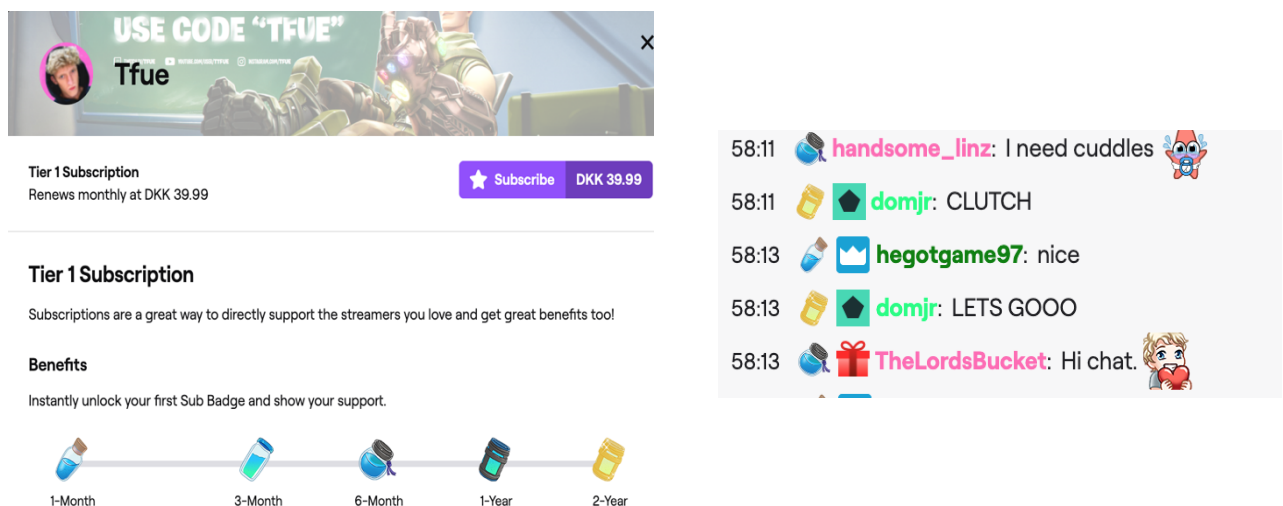 USE CODE "TFUE"
Tfue
Tier 1 Subscription
Renews monthly at DKK 39.99
Subscribe DKK 39.99
Tier 1 Subscription
Subscriptions are a great way to directly support the streamers you love and get great benefits too!
Benefits
Instantly unlock your first Sub Badge and show your support.
1-Month 3-Month 6-Month 1-Year 2-Year
58:11 handsome_linz: I need cuddles
58:11 domjr: CLUTCH
58:13 hegotgame97: nice
58:13 domjr: LETS GOOO
58:13 TheLordsBucket: Hi chat.